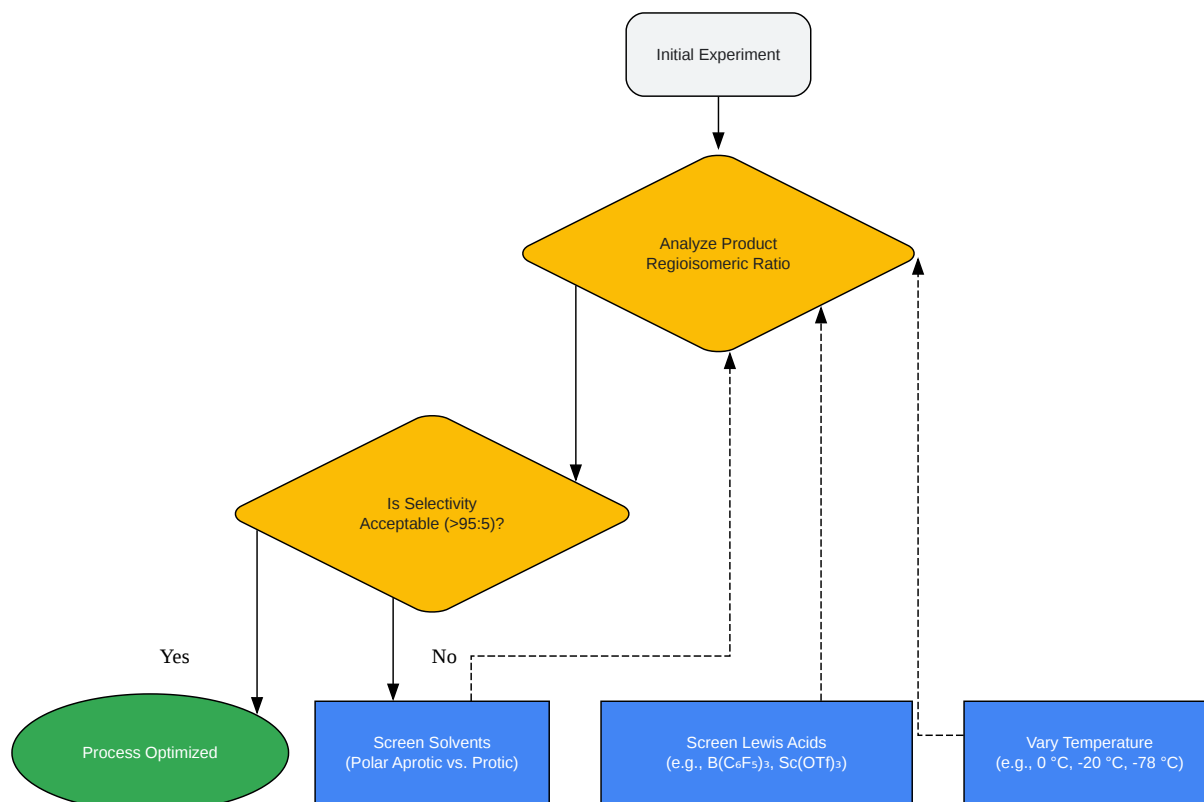 Initial Experiment
Analyze Product
Regioisomeric Ratio
Is Selectivity
Acceptable (>95:5)?
Yes
No
Process Optimized
Screen Solvents
(Polar Aprotic vs. Protic)
Screen Lewis Acids
(e.g., B(C₆F₅)₃, Sc(OTf)₃)
Vary Temperature
(e.g., 0 °C, -20 °C, -78 °C)